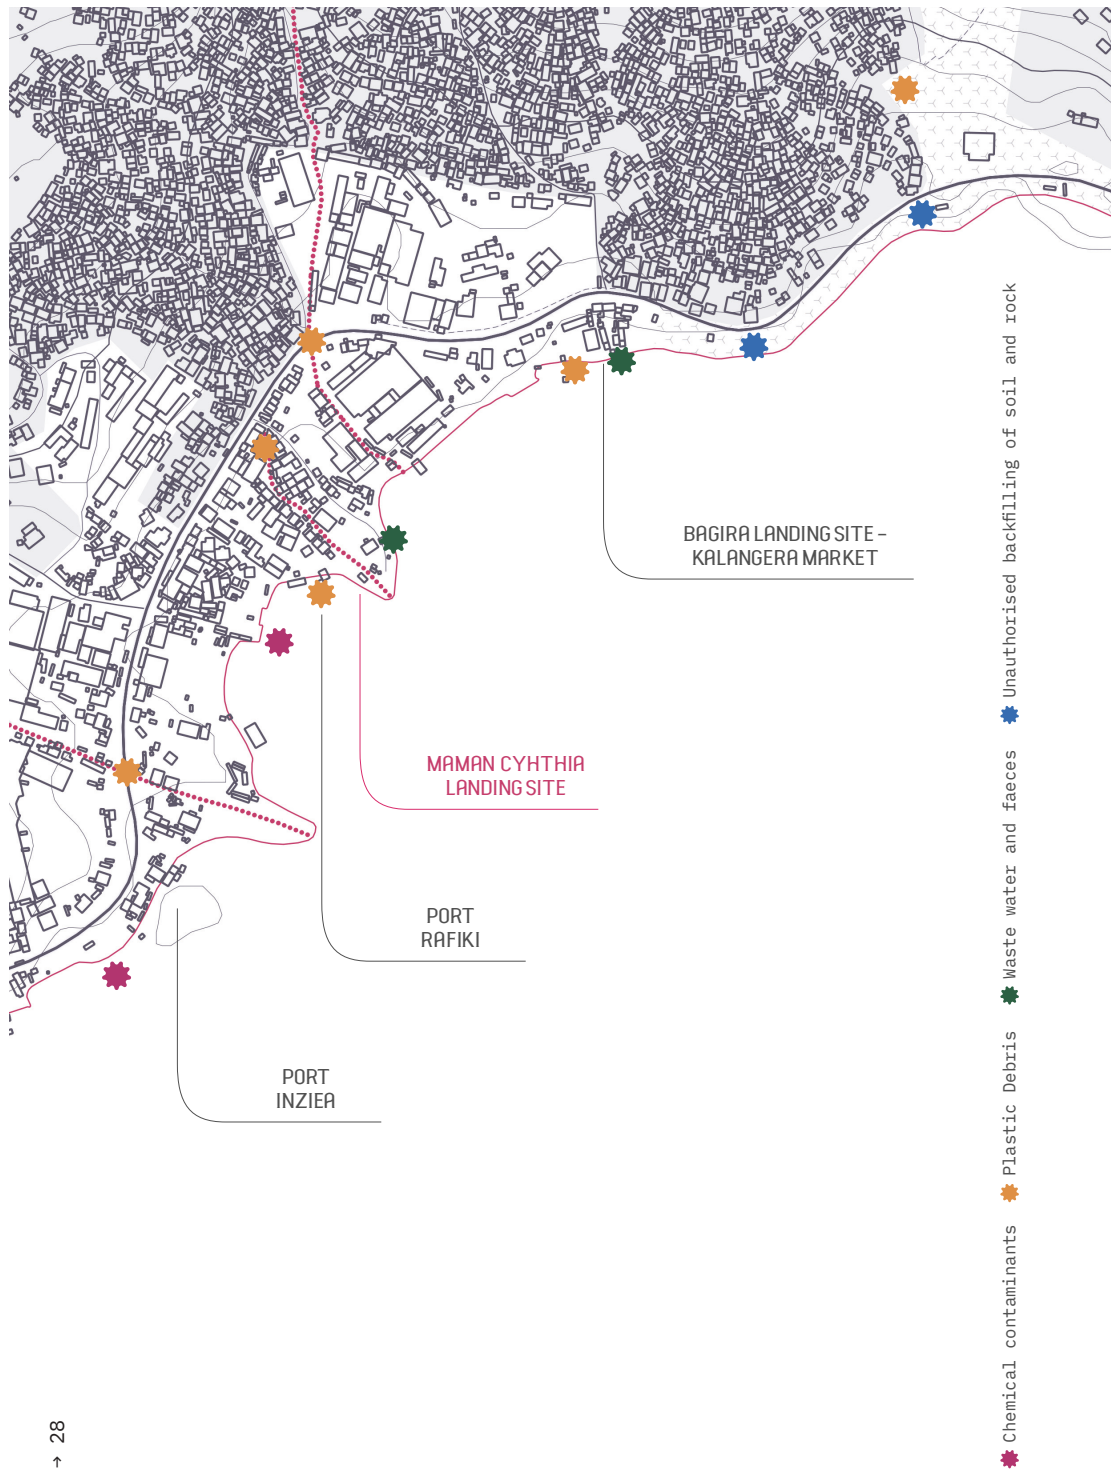 BAGIRA LANDING SITE –
KALANGERA MARKET
MAMAN CYHTHIA
LANDING SITE
PORT
RAFIKI
PORT
INZIEA
Chemical contaminants
Plastic Debris
Waste water and faeces
Unauthorised backfilling of soil and rock
→ 28